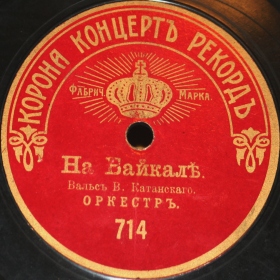 КОРОНА КОНЦЕРТЪ РЕКОРДЪ
ФАБРИЧ. МАРКА.
На Байкалѣ.
Вальсъ В. Катанскаго.
ОРКЕСТРЪ.
714